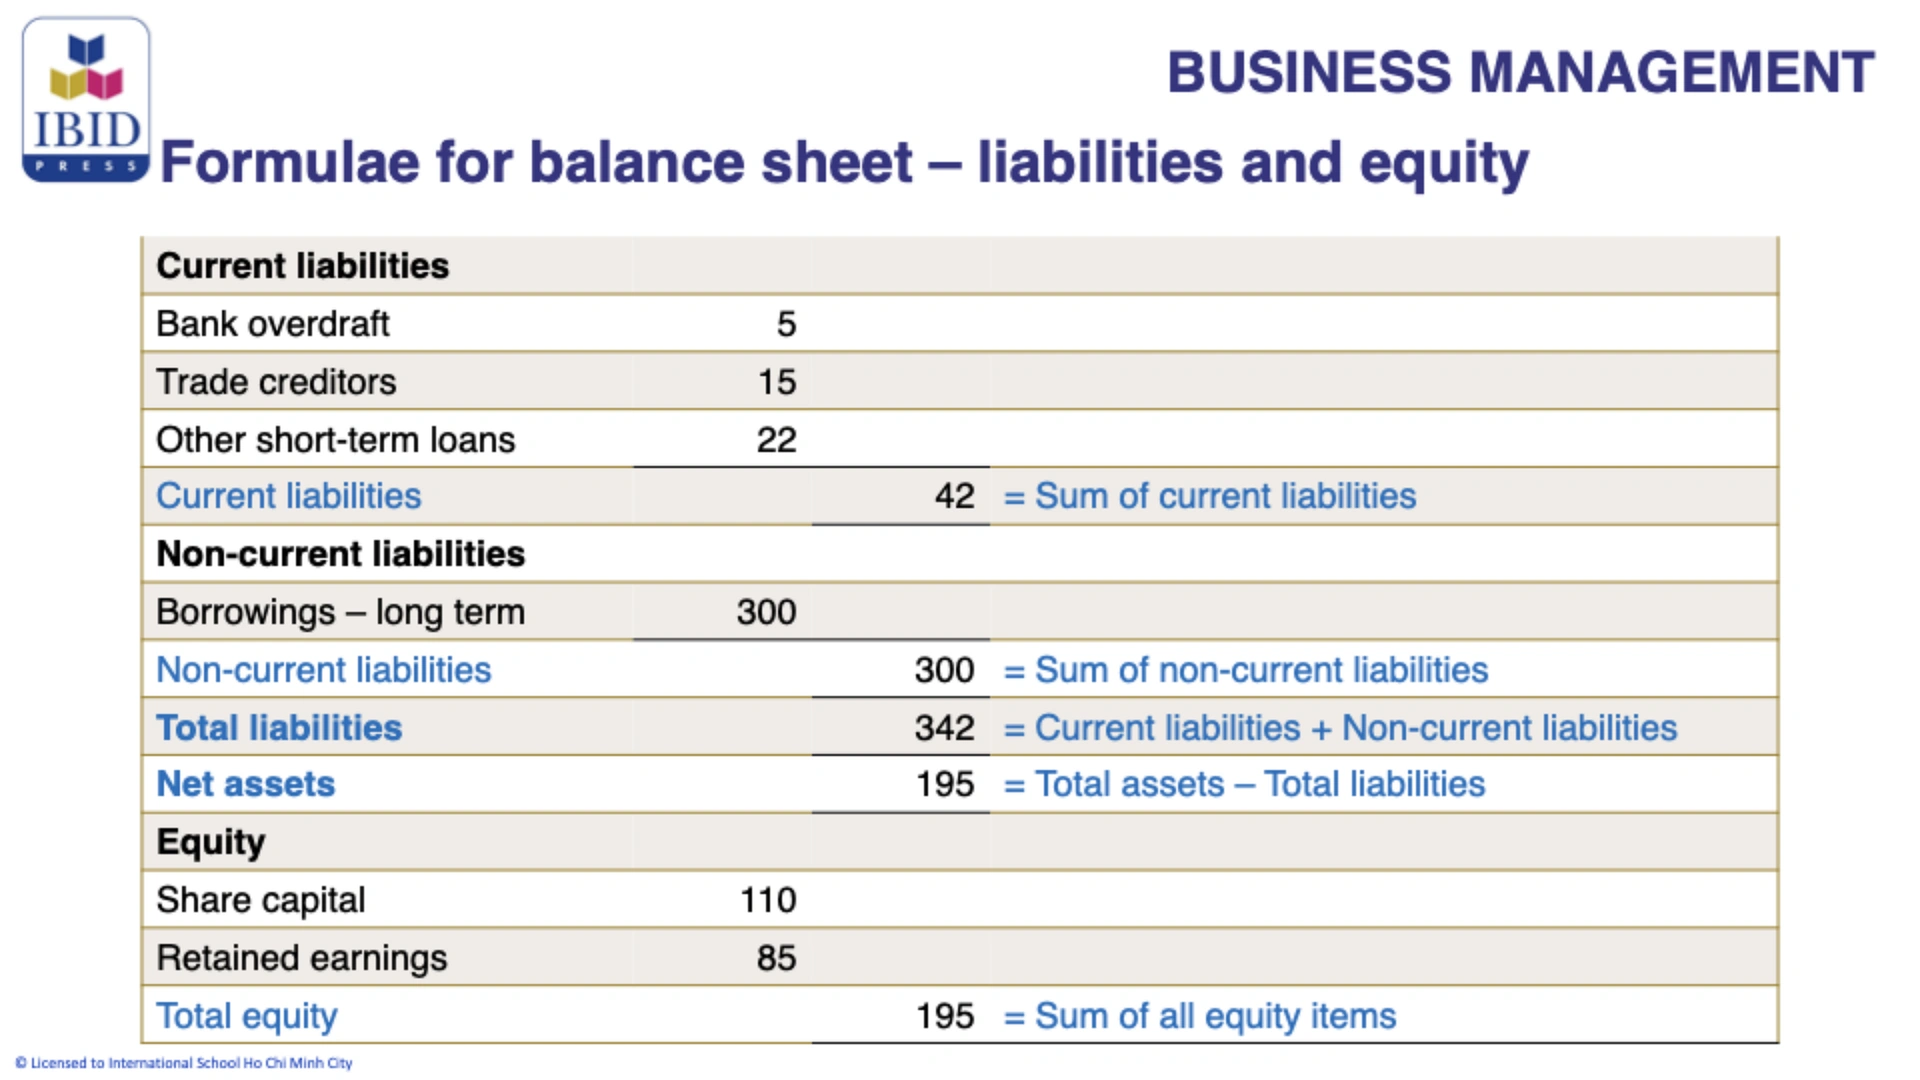 IBID
PRESS
BUSINESS MANAGEMENT
Formulae for balance sheet – liabilities and equity
Current liabilities
Bank overdraft 5
Trade creditors 15
Other short-term loans 22
Current liabilities 42 = Sum of current liabilities
Non-current liabilities
Borrowings – long term 300
Non-current liabilities 300 = Sum of non-current liabilities
Total liabilities 342 = Current liabilities + Non-current liabilities
Net assets 195 = Total assets – Total liabilities
Equity
Share capital 110
Retained earnings 85
Total equity 195 = Sum of all equity items
© Licensed to International School Ho Chi Minh City